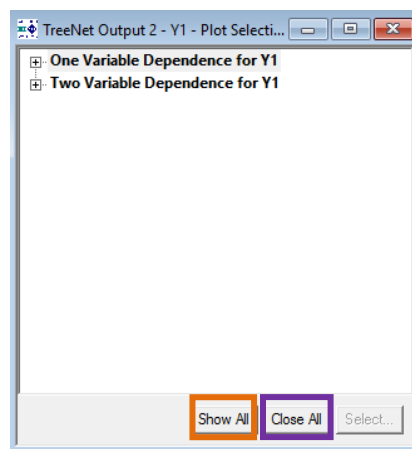 TreeNet Output 2 - Y1 - Plot Selecti...
One Variable Dependence for Y1
Two Variable Dependence for Y1
Show All Close All Select...